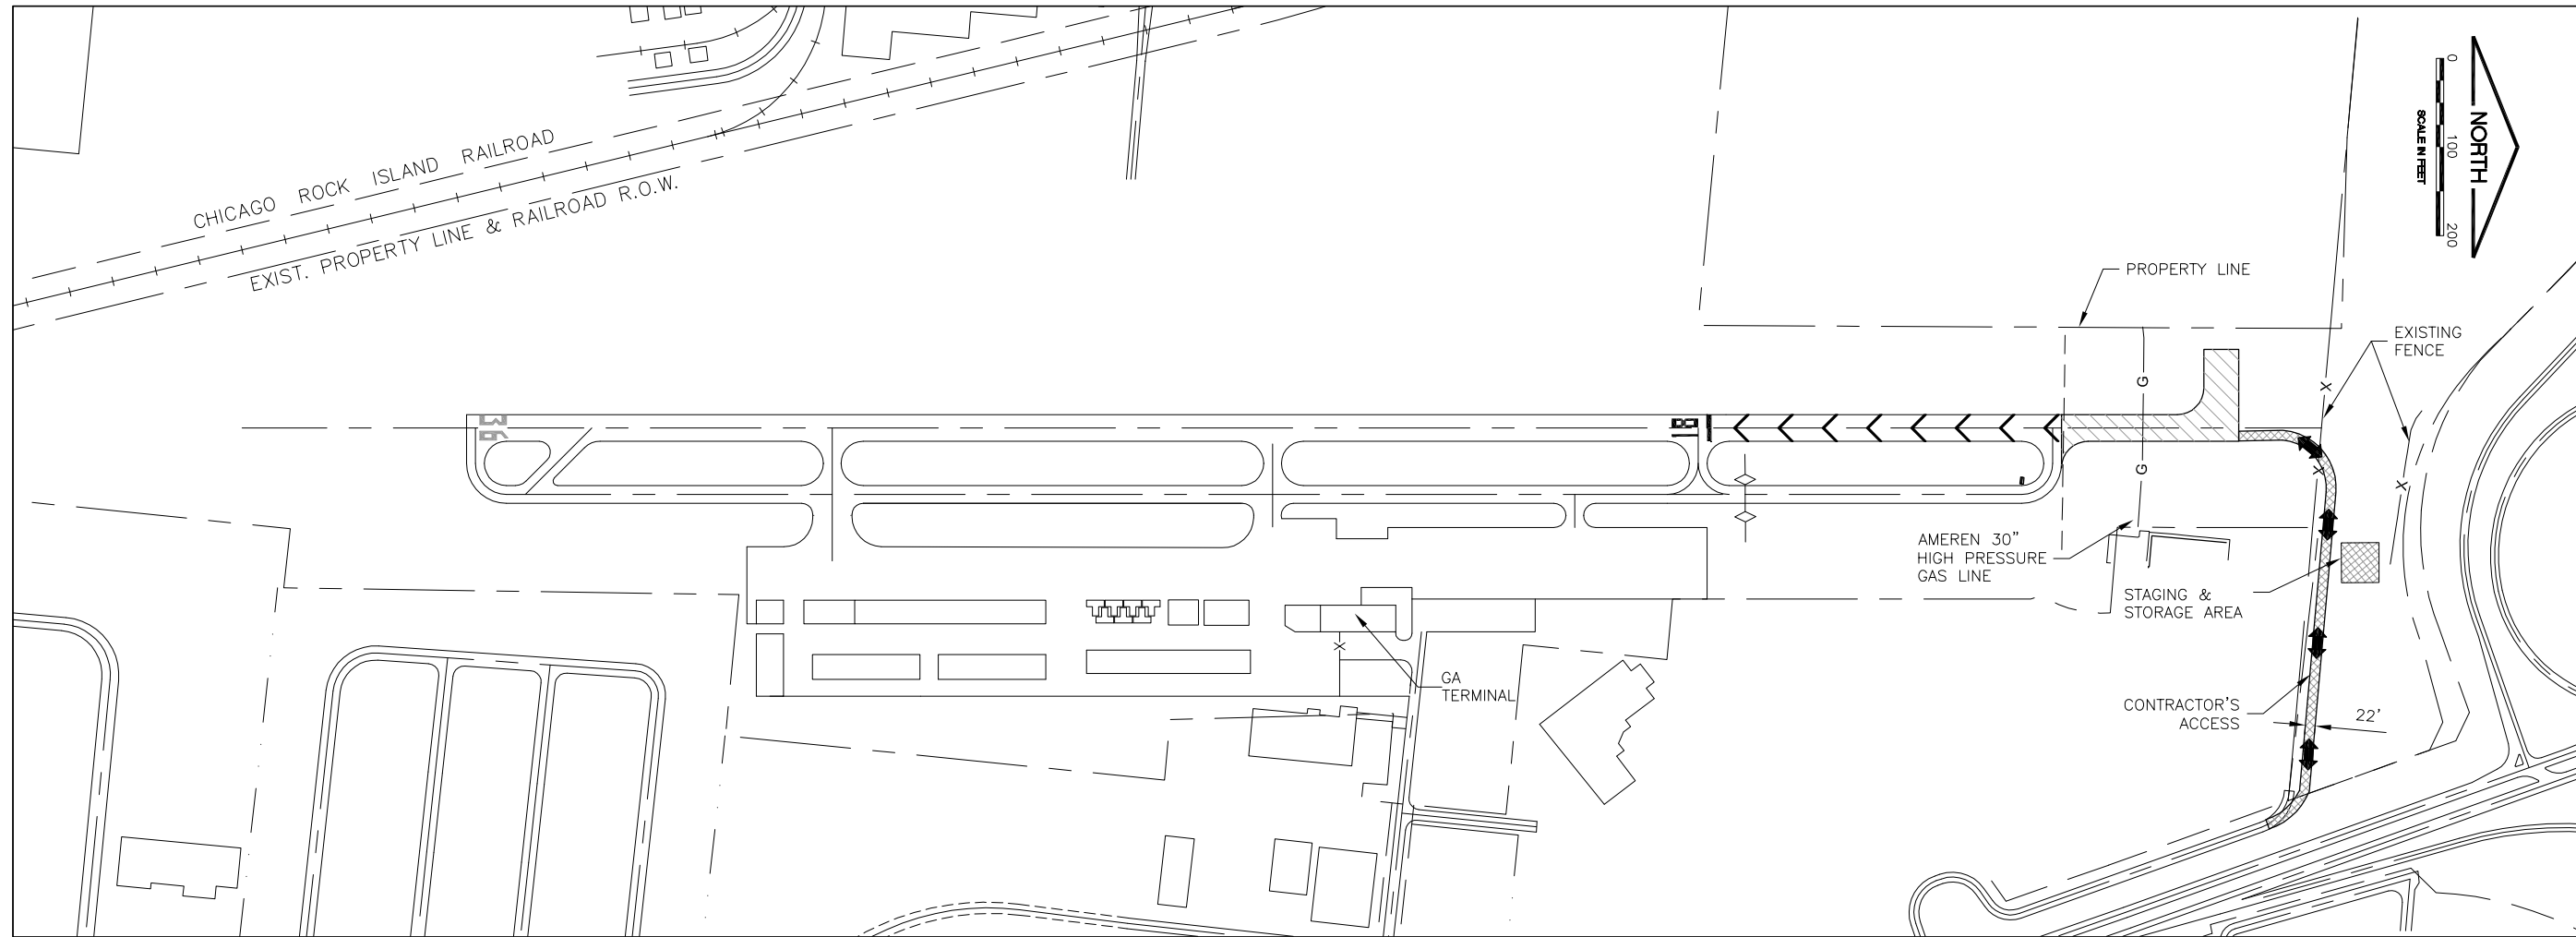 CHICAGO ROCK ISLAND RAILROAD
EXIST. PROPERTY LINE & RAILROAD R.O.W.
0
100
200
NORTH
SCALE IN FEET
PROPERTY LINE
EXISTING
FENCE
X
X
X
X
G
G
36
18
AMEREN 30"
HIGH PRESSURE
GAS LINE
STAGING &
STORAGE AREA
X
GA
TERMINAL
CONTRACTOR'S
ACCESS
22'